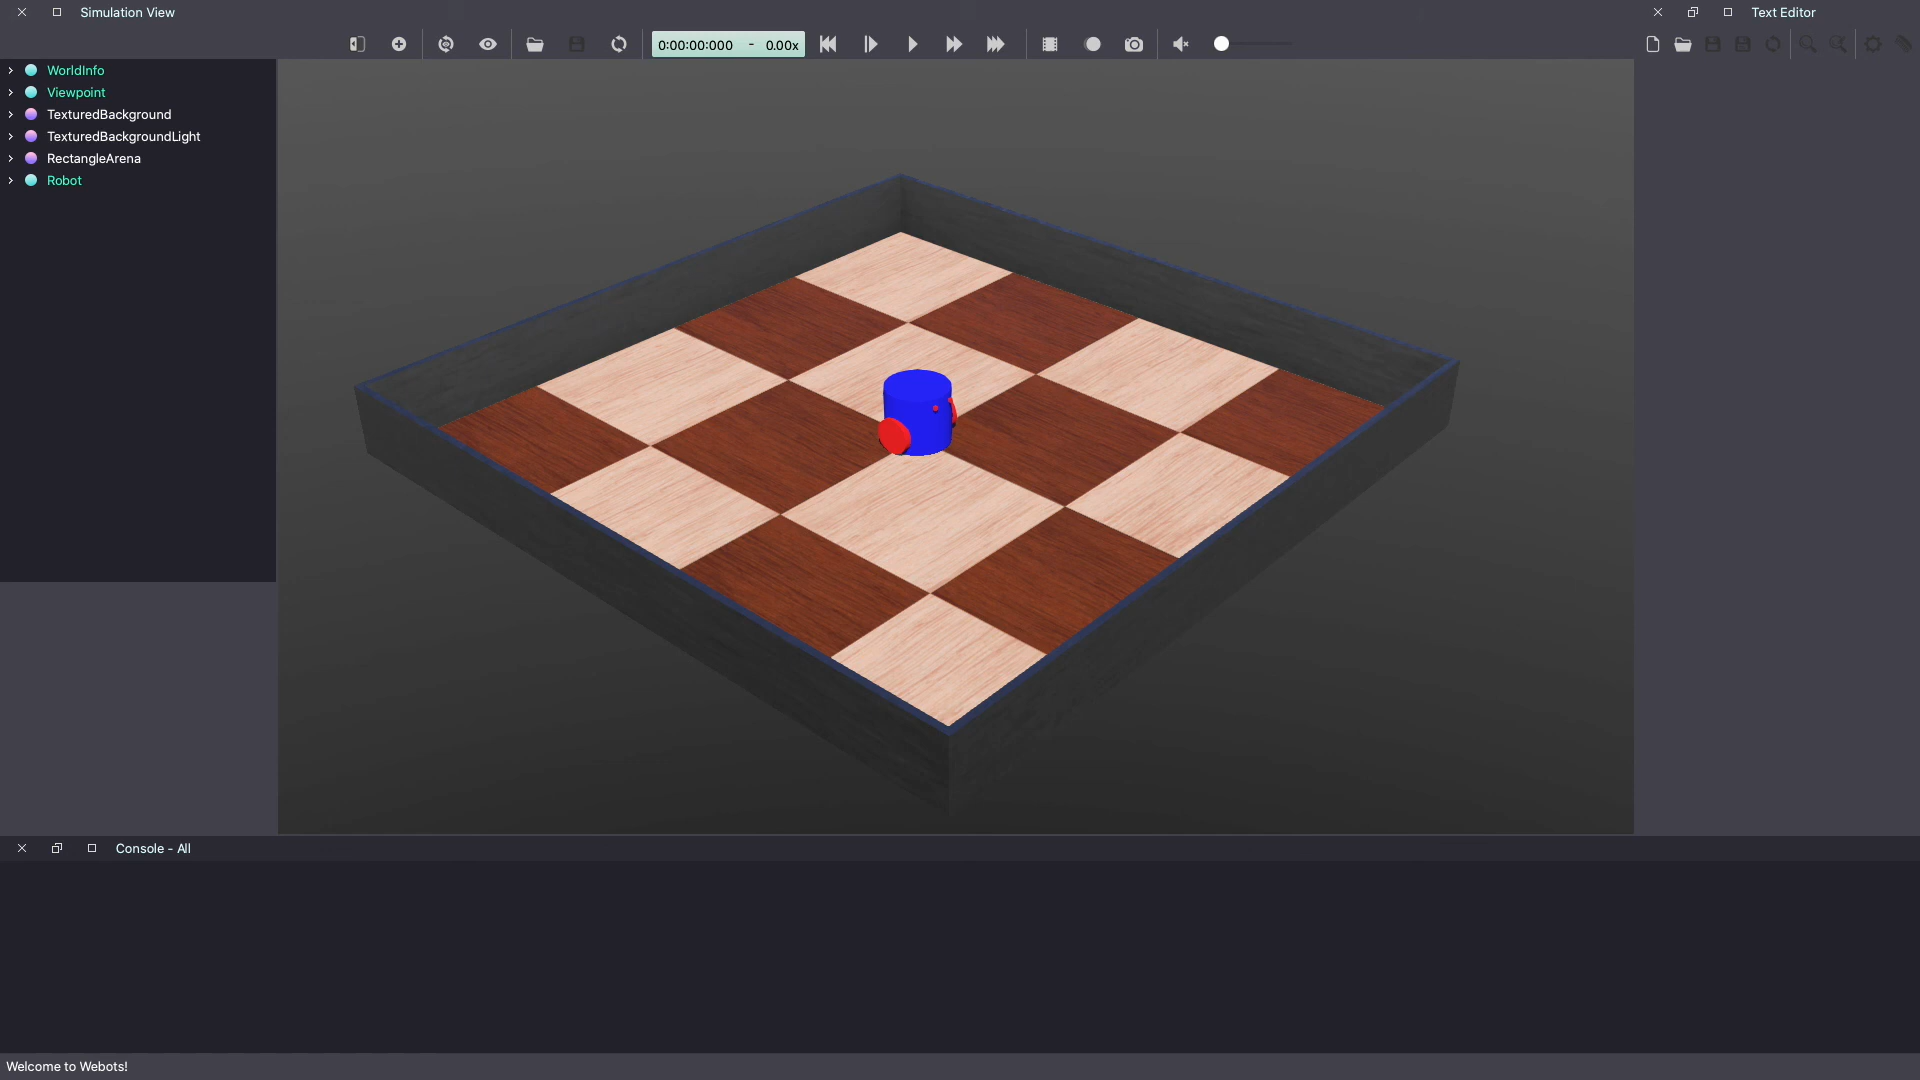 Simulation View
Text Editor
0:00:00:000 - 0.00x
WorldInfo
Viewpoint
TexturedBackground
TexturedBackgroundLight
RectangleArena
Robot
Console - All
Welcome to Webots!